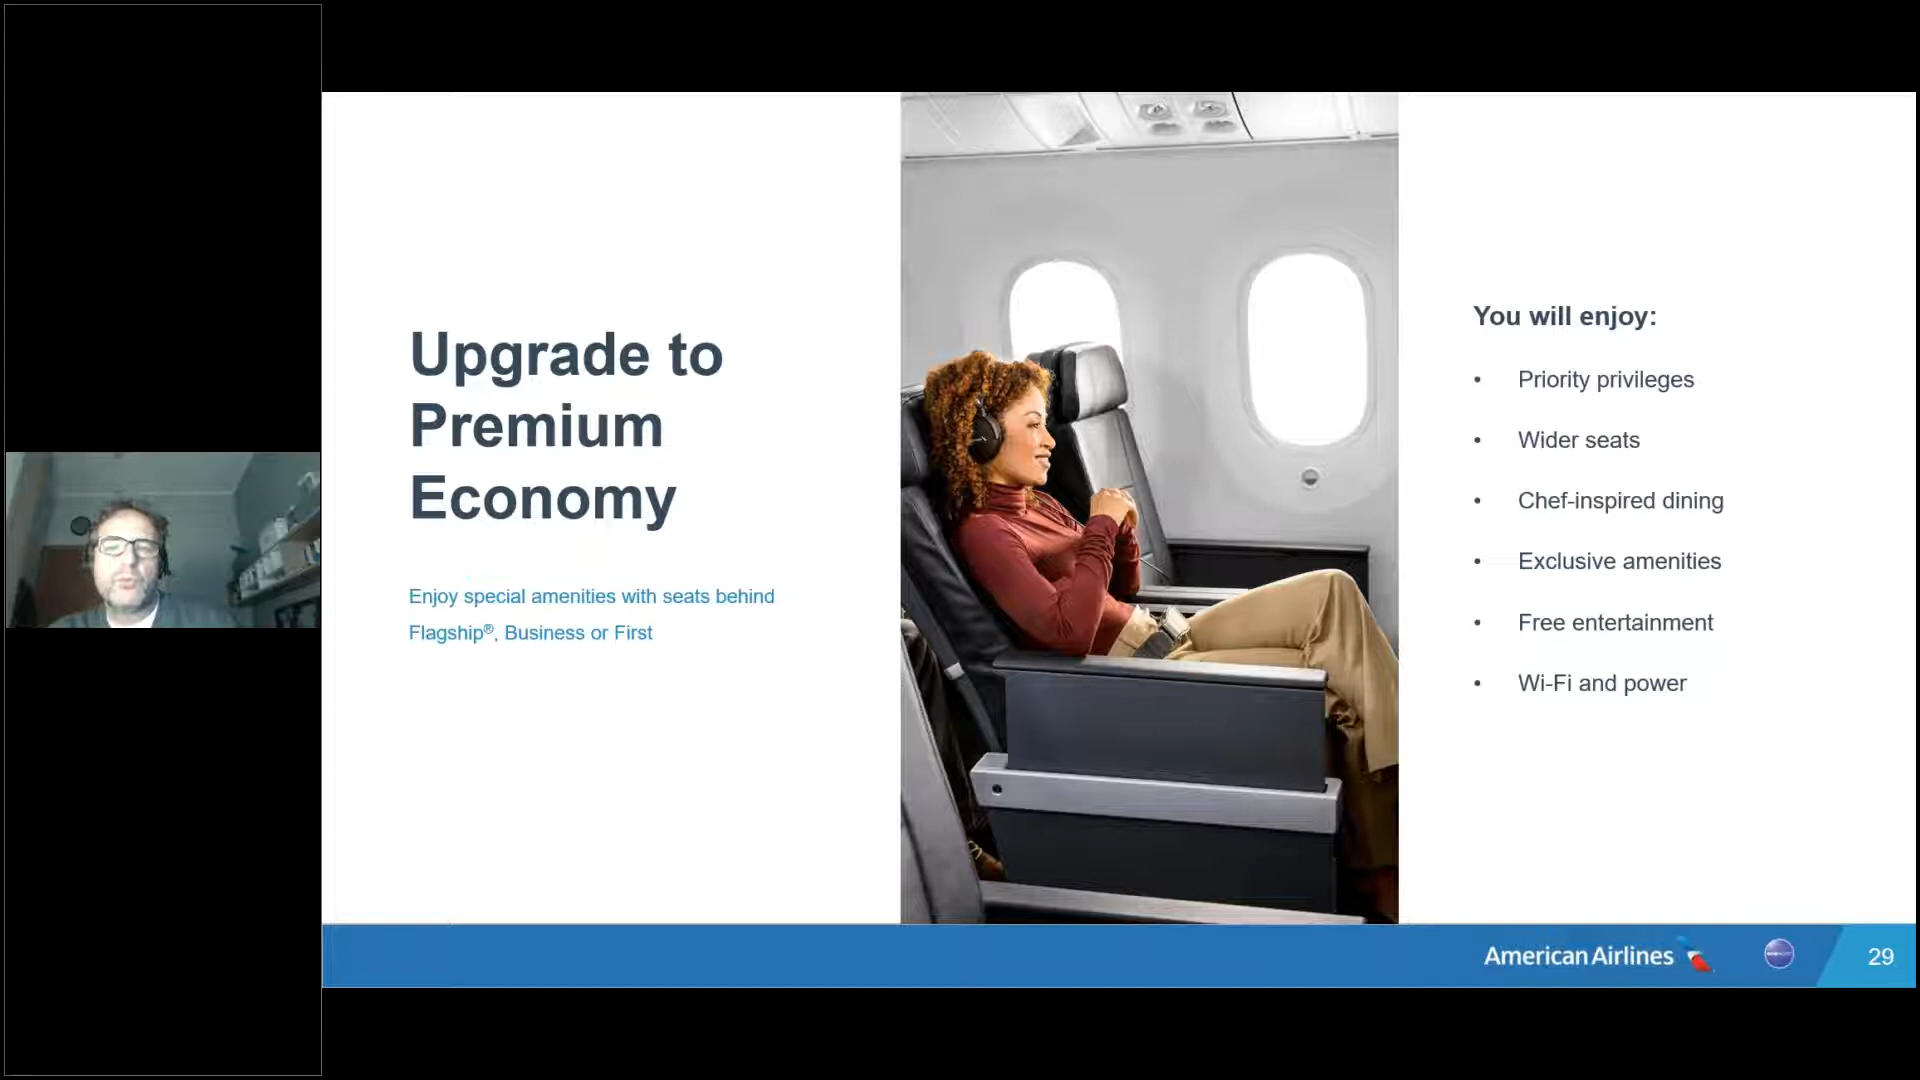 Upgrade to
Premium
Economy
Enjoy special amenities with seats behind
Flagship®, Business or First
You will enjoy:
• Priority privileges
• Wider seats
• Chef-inspired dining
• Exclusive amenities
• Free entertainment
• Wi-Fi and power
American Airlines
29